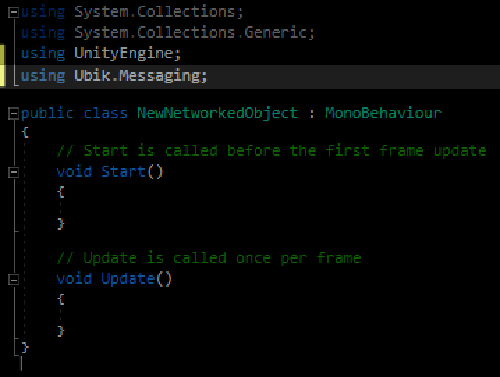 using System.Collections;
using System.Collections.Generic;
using UnityEngine;
using Ubik.Messaging;
public class NewNetworkedObject : MonoBehaviour
{
// Start is called before the first frame update
void Start()
{
}
// Update is called once per frame
void Update()
{
}
}